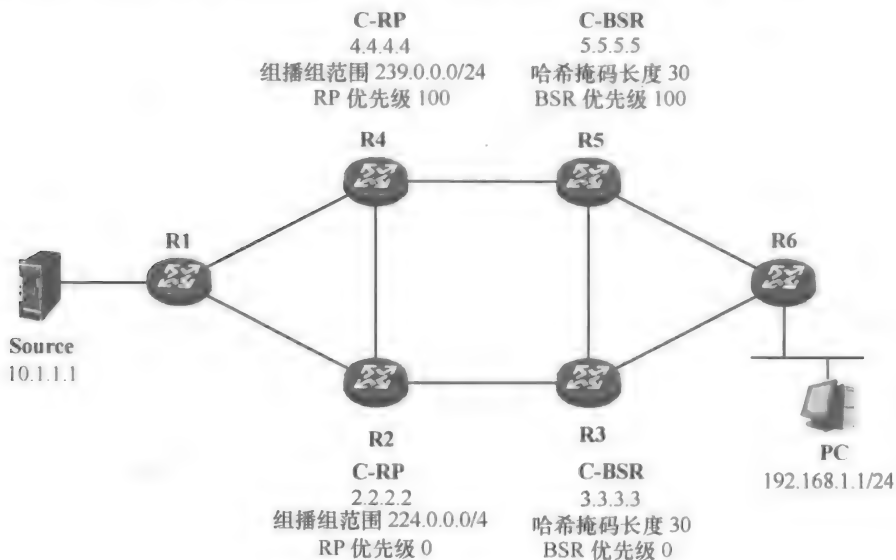 C-RP
4.4.4.4
组播组范围 239.0.0.0/24
RP 优先级 100
C-BSR
5.5.5.5
哈希掩码长度 30
BSR 优先级 100
R4
R5
R1
R6
Source
10.1.1.1
R2
R3
PC
192.168.1.1/24
C-RP
2.2.2.2
组播组范围 224.0.0.0/4
RP 优先级 0
C-BSR
3.3.3.3
哈希掩码长度 30
BSR 优先级 0